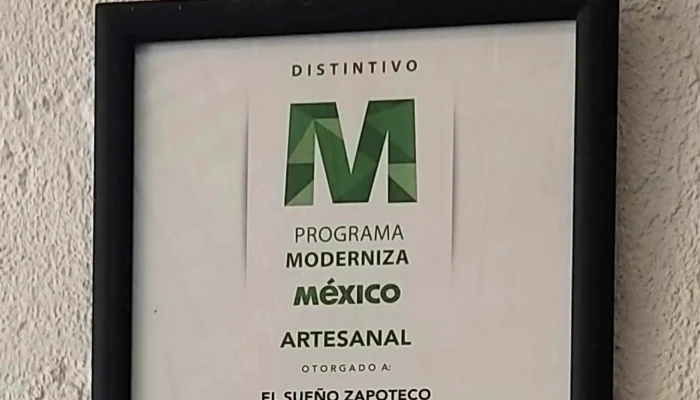 DISTINTIVO
M
PROGRAMA
MODERNIZA
MÉXICO
ARTESANAL
OTORGADO A:
EL SUEÑO ZAPOTECO